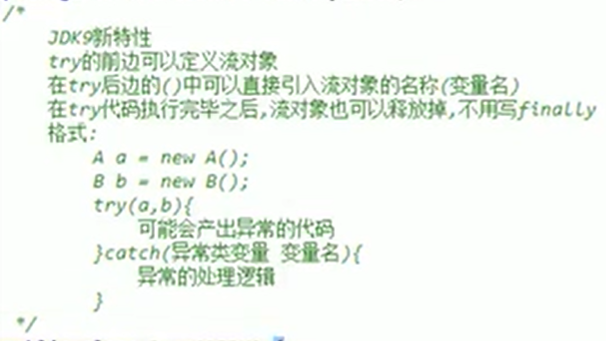 /*
JDK9新特性
try的前边可以定义流对象
在try后边的()中可以直接引入流对象的名称(变量名)
在try代码执行完毕之后,流对象也可以释放掉,不用写finally
格式:
A a = new A();
B b = new B();
try(a,b){
可能会产出异常的代码
}catch(异常类变量 变量名){
异常的处理逻辑
}
*/